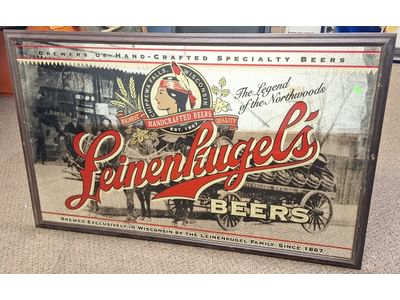 Brewers of Hand-Crafted Specialty Beers
Chippewa Falls, Wisconsin
The Legend
of the Northwoods
Highest Quality
Handcrafted Beers
Est. 1867
Leinenkugel's
BEERS
Brewed Exclusively in Wisconsin by the Leinenkugel Family, Since 1867.